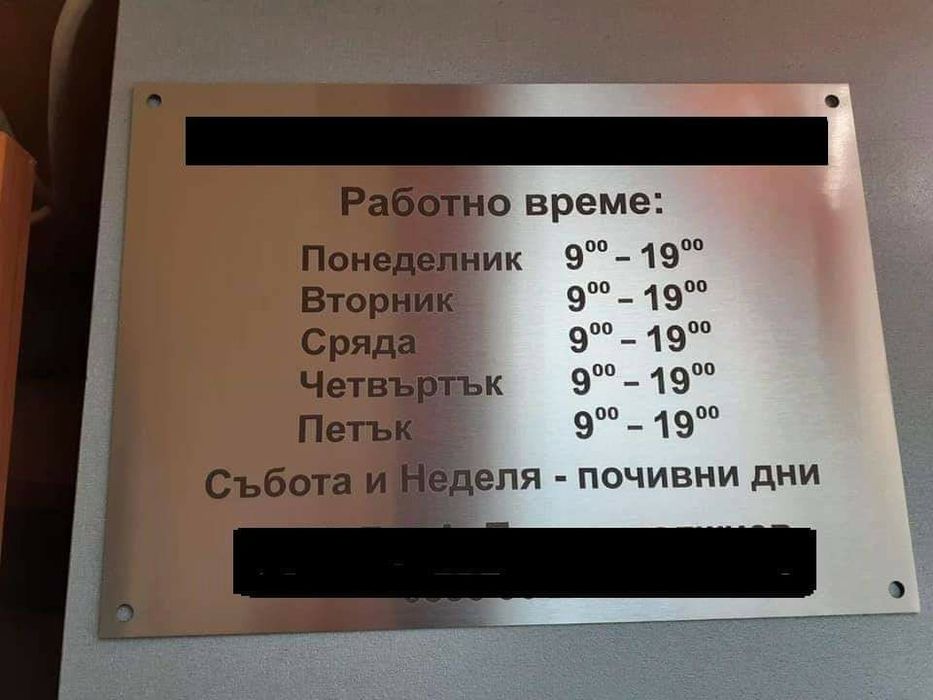 Работно време:
Понеделник 9⁰⁰ – 19⁰⁰
Вторник 9⁰⁰ – 19⁰⁰
Сряда 9⁰⁰ – 19⁰⁰
Четвъртък 9⁰⁰ – 19⁰⁰
Петък 9⁰⁰ – 19⁰⁰
Събота и Неделя - почивни дни